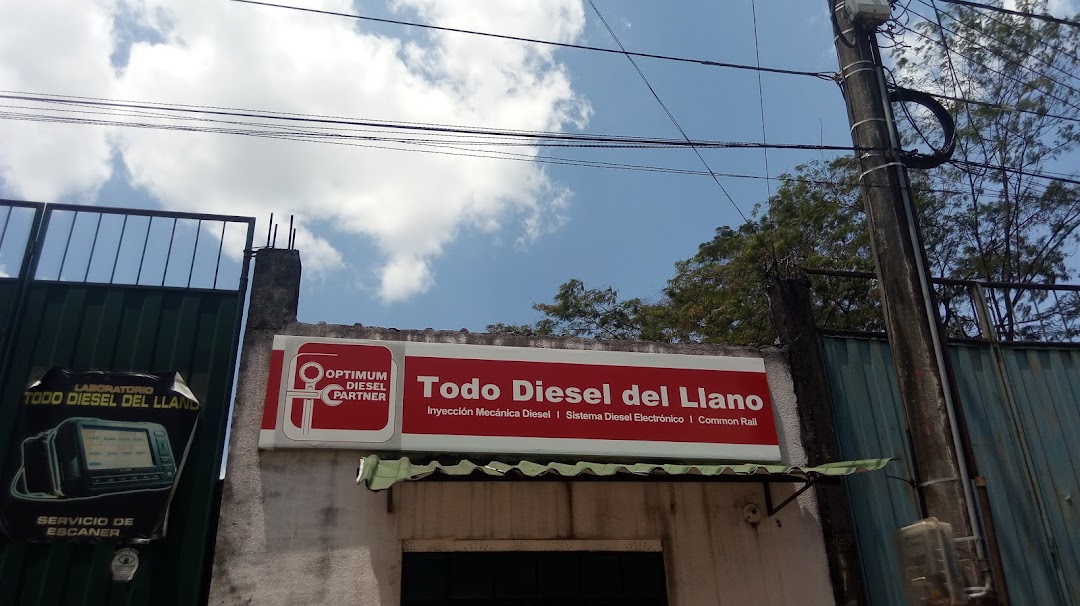 OPTIMUM
DIESEL
PARTNER
Todo Diesel del Llano
Inyección Mecánica Diesel | Sistema Diesel Electrónico | Common Rail
LABORATORIO
TODO DIESEL DEL LLANO
SERVICIO DE
ESCANER